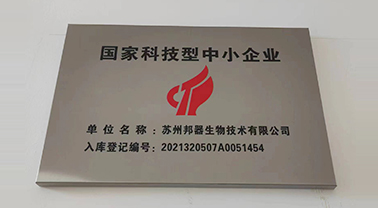 国家科技型中小企业
单位名称：苏州邦器生物技术有限公司
入库登记编号：2021320507A0051454